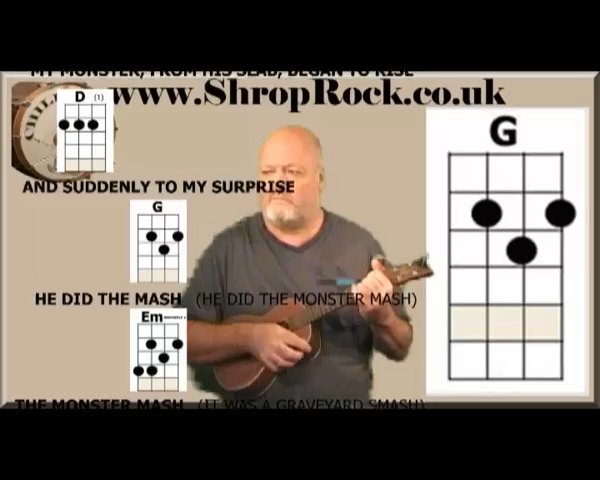 MY MONSTER, FROM HIS SLAB, BEGAN TO RISE
www.ShropRock.co.uk
D (1)
G
AND SUDDENLY TO MY SURPRISE
G
HE DID THE MASH (HE DID THE MONSTER MASH)
Em
THE MONSTER MASH (IT WAS A GRAVEYARD SMASH)